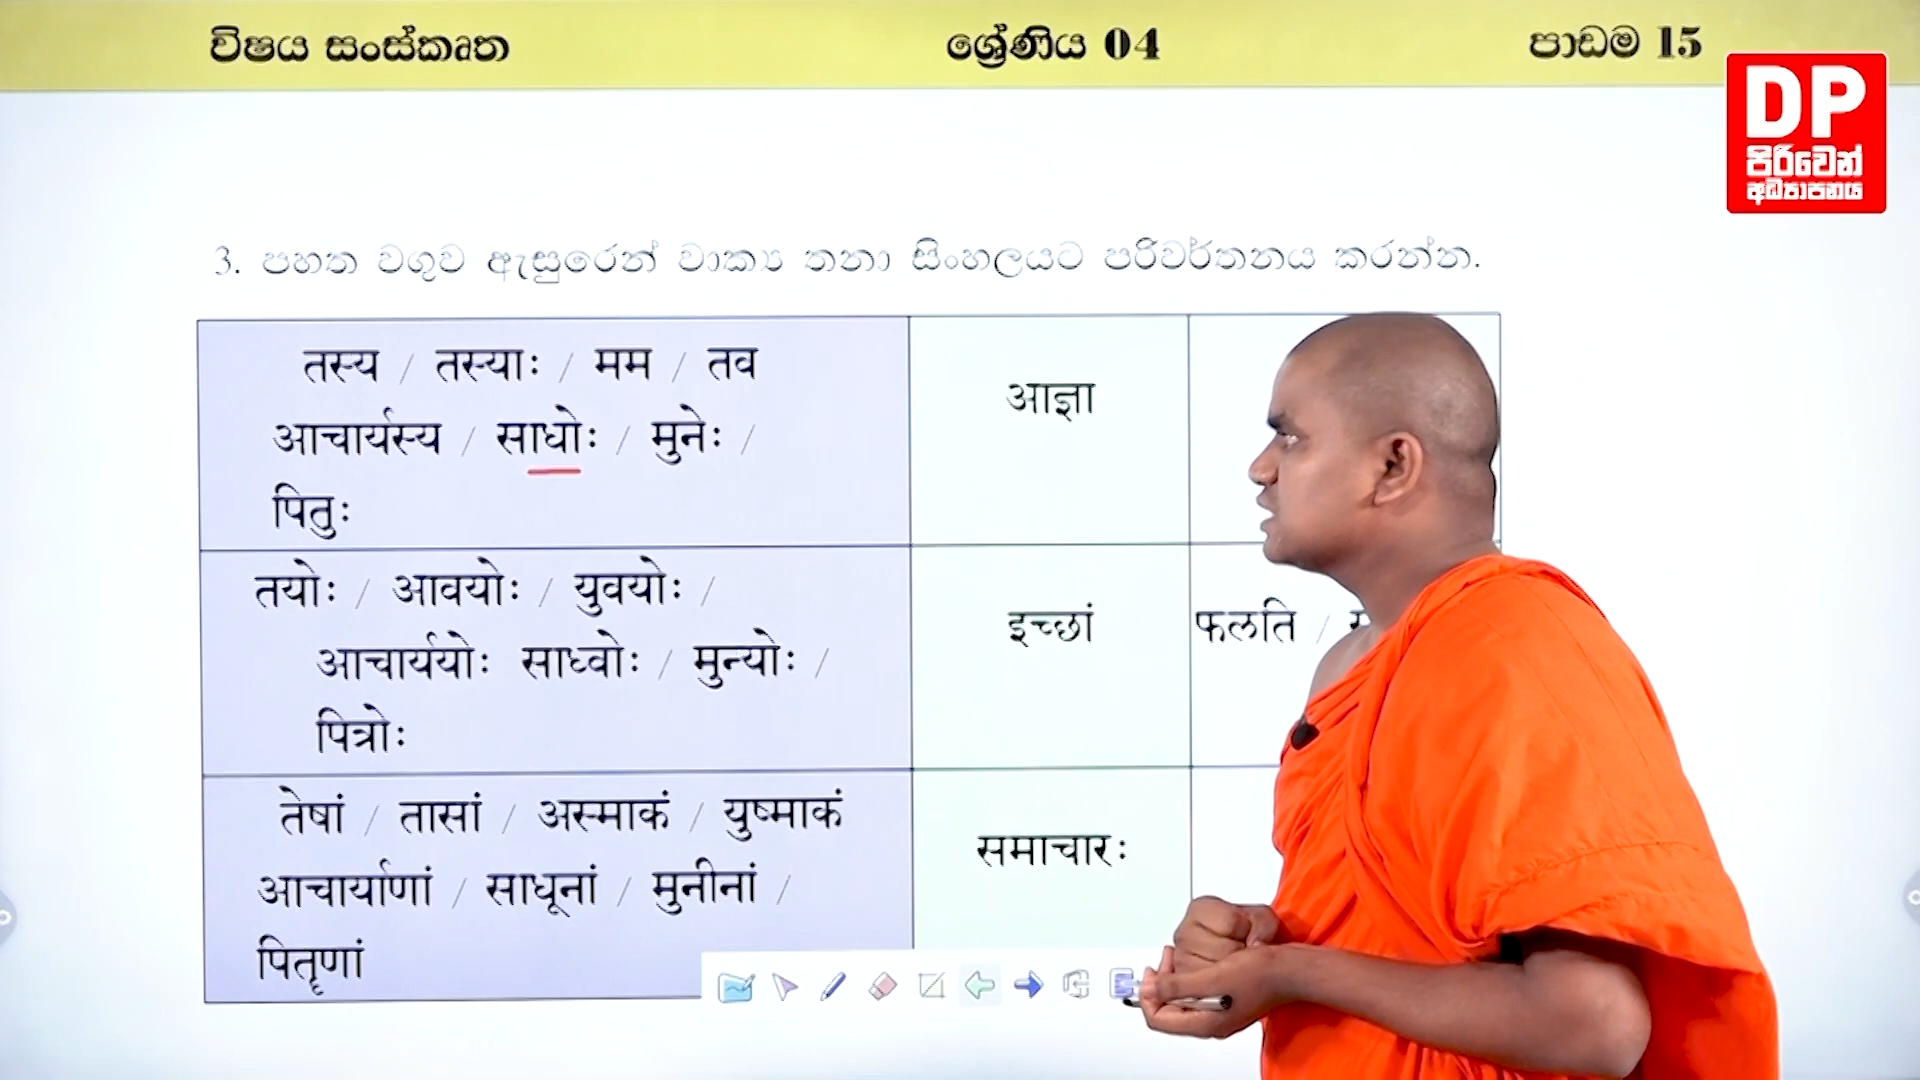 විෂය සංස්කෘත ශ්‍රේණිය 04 පාඩම 15
DP
පිරිවෙන්
අධ්‍යාපනය
3. පහත වගුව ඇසුරෙන් වාක්‍ය තනා සිංහලයට පරිවර්තනය කරන්න.
तस्य / तस्याः / मम / तव
आचार्यस्य / साधोः / मुनेः /
पितुः
आज्ञा
तयोः / आवयोः / युवयोः /
आचार्ययोः साध्वोः / मुन्योः /
पित्रोः
इच्छां
फलति /
तेषां / तासां / अस्माकं / युष्माकं
आचार्याणां / साधूनां / मुनीनां /
पितृणां
समाचारः